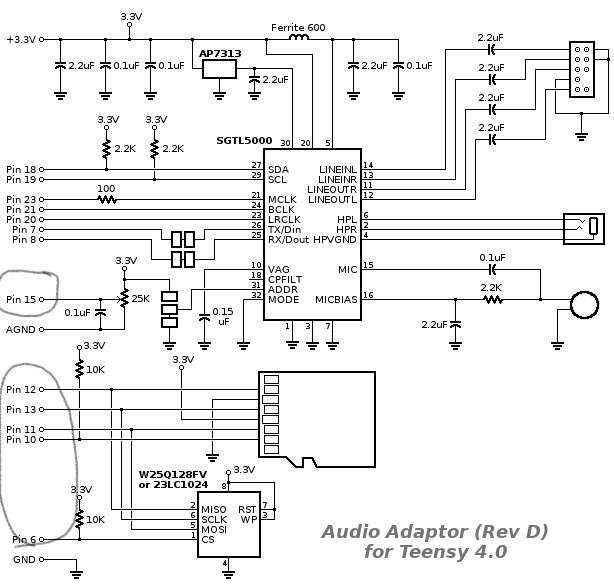 3.3V
Ferrite 600
+3.3V
AP7313
2.2uF
0.1uF
0.1uF
2.2uF
2.2uF
0.1uF
2.2uF
2.2uF
2.2uF
2.2uF
3.3V
3.3V
2.2K
2.2K
SGTL5000
30
20
5
Pin 18
27
SDA
LINEINL
14
Pin 19
29
SCL
LINEINR
13
LINEOUTR
11
100
Pin 23
21
MCLK
LINEOUTL
12
Pin 21
24
BCLK
Pin 20
23
LRCLK
HPL
6
Pin 7
26
TX/Din
HPR
2
Pin 8
25
RX/Dout
HPVGND
4
3.3V
10
VAG
MIC
15
0.1uF
18
CPFILT
31
ADDR
2.2K
Pin 15
25K
32
MODE
MICBIAS
16
0.1uF
0.15
uF
2.2uF
AGND
1
3
7
3.3V
3.3V
10K
Pin 12
Pin 13
Pin 11
Pin 10
W25Q128FV
or 23LC1024
3.3V
8
3.3V
2
MISO
RST
7
6
SCLK
WP
3
10K
5
MOSI
Pin 6
1
CS
GND
4
Audio Adaptor (Rev D)
for Teensy 4.0